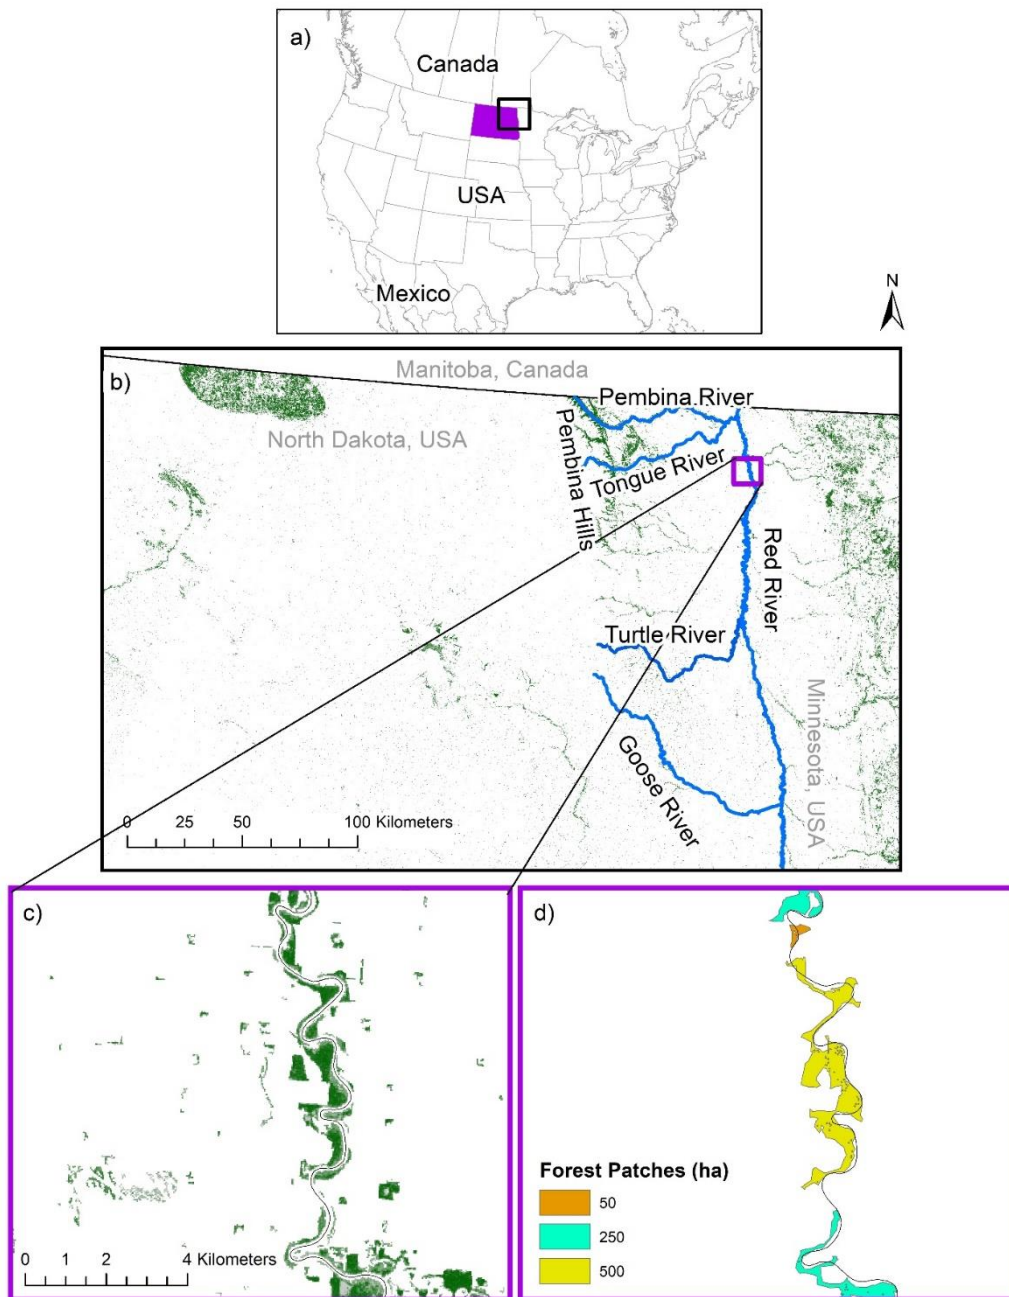 a)
Canada
USA
Mexico
N
b)
Manitoba, Canada
North Dakota, USA
Pembina River
Pembina Hills
Tongue River
Red River
Turtle River
Goose River
Minnesota, USA
0 25 50 100 Kilometers
c)
0 1 2 4 Kilometers
d)
Forest Patches (ha)
50
250
500